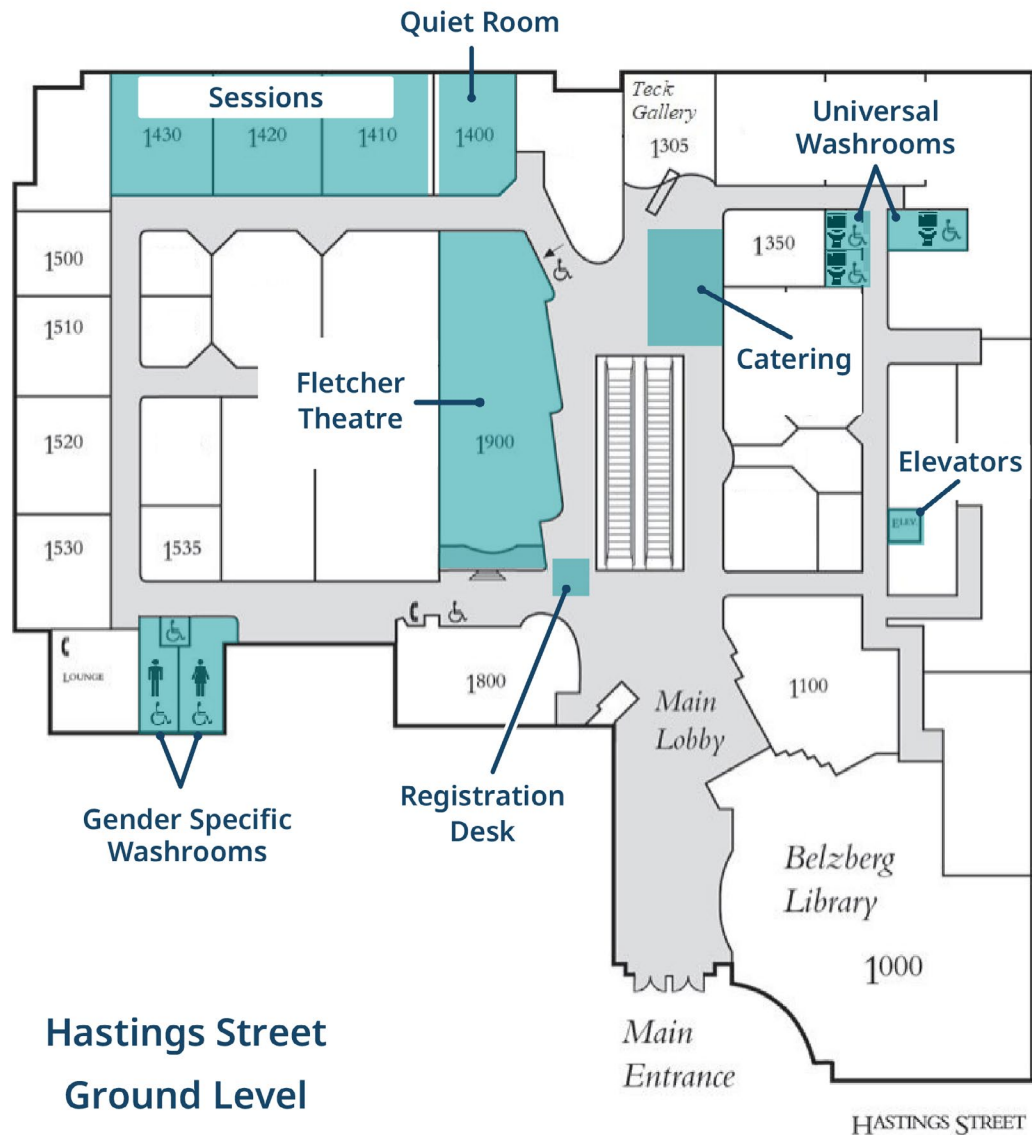 Quiet Room
Sessions
1430
1420
1410
1400
Teck
Gallery
1305
Universal
Washrooms
1500
1350
1510
Catering
Fletcher
Theatre
1520
1900
Elevators
ELEV.
1530
1535
LOUNGE
1800
Main
Lobby
1100
Gender Specific
Washrooms
Registration
Desk
Belzberg
Library
1000
Main
Entrance
Hastings Street
Ground Level
HASTINGS STREET